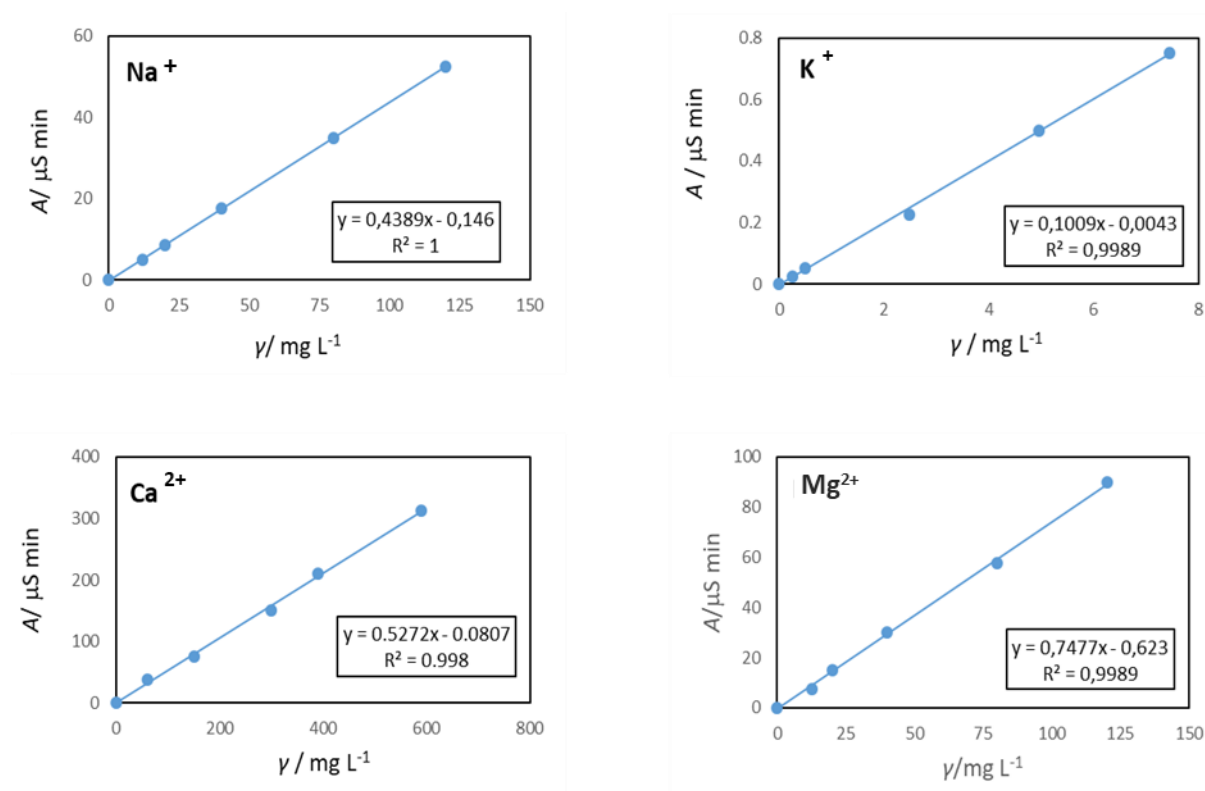 Na +
A/ µS min
60
40
20
0
y = 0,4389x - 0,146
R² = 1
0 25 50 75 100 125 150
γ/ mg L⁻¹
K +
A / µS min
0.8
0.6
0.4
0.2
0
y = 0,1009x - 0,0043
R² = 0,9989
0 2 4 6 8
γ / mg L⁻¹
Ca 2+
A/ µS min
400
300
200
100
0
y = 0.5272x - 0.0807
R² = 0.998
0 200 400 600 800
γ / mg L⁻¹
Mg²⁺
A/µS min
100
80
60
40
20
0
y = 0,7477x - 0,623
R² = 0,9989
0 25 50 75 100 125 150
γ/mg L⁻¹